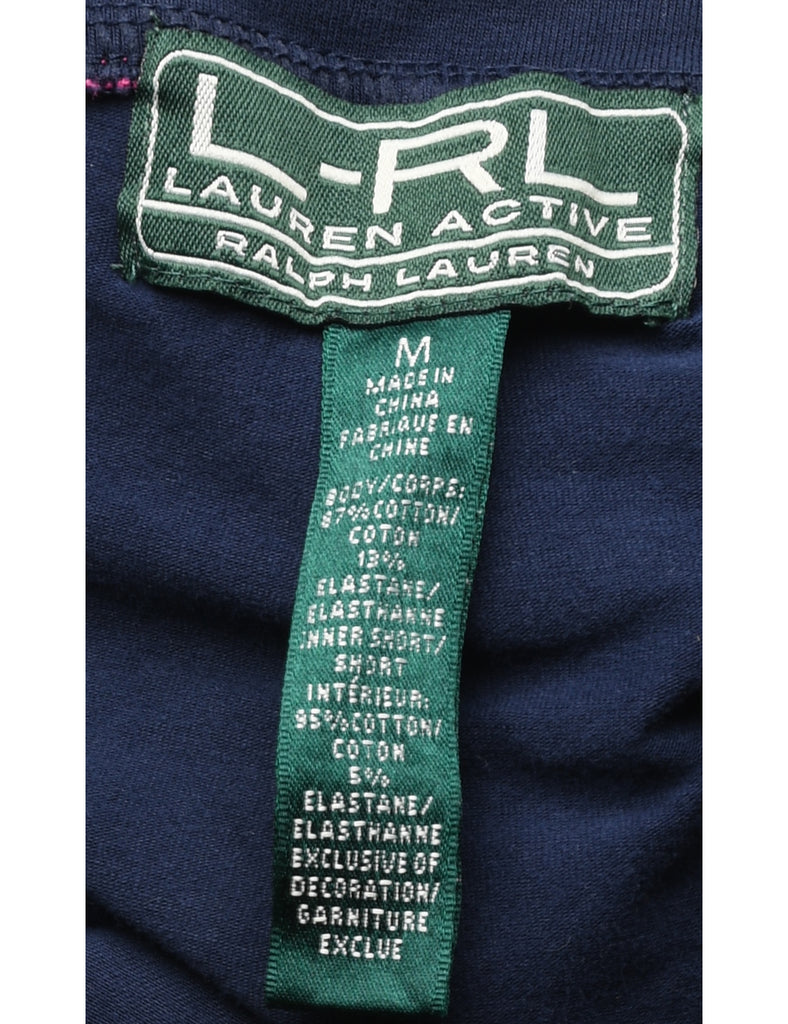 L-RL
LAUREN ACTIVE
RALPH LAUREN
M
MADE IN
CHINA
FABRIQUE EN
CHINE
BODY/CORPS:
87% COTTON/
COTON
13%
ELASTANE/
ELASTHANNE
INNER SHORT/
SHORT
INTÉRIEUR:
95% COTTON/
COTON
5%
ELASTANE/
ELASTHANNE
EXCLUSIVE OF
DECORATION/
GARNITURE
EXCLUE